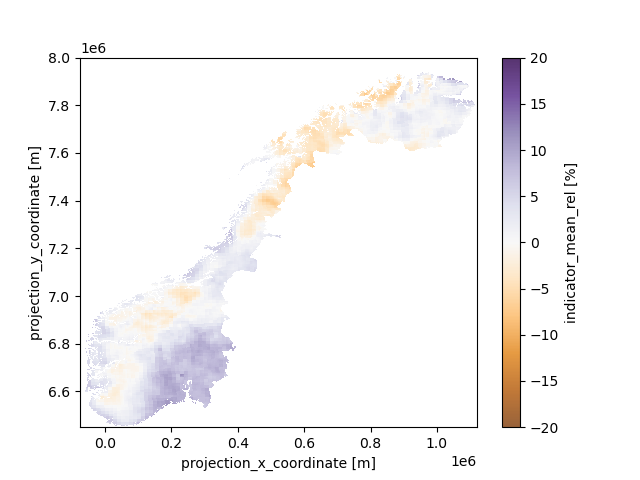 1e6
8.0
7.8
7.6
7.4
7.2
7.0
6.8
6.6
projection_y_coordinate [m]
0.0 0.2 0.4 0.6 0.8 1.0
projection_x_coordinate [m]
1e6
20
15
10
5
0
−5
−10
−15
−20
indicator_mean_rel [%]